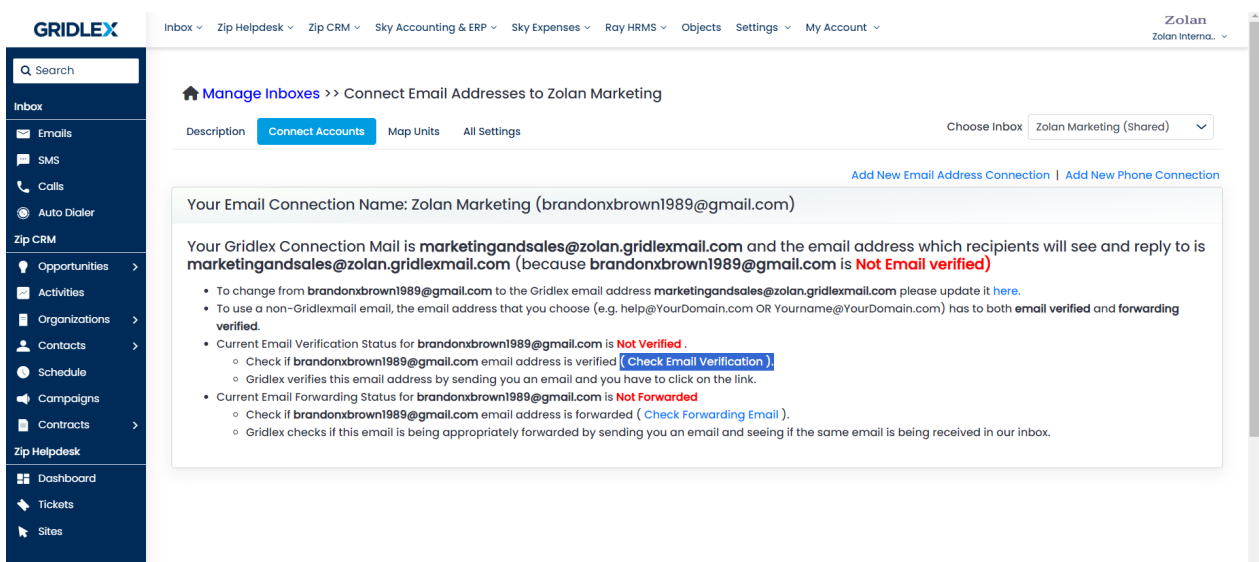 GRIDLEX
Inbox Zip Helpdesk Zip CRM Sky Accounting & ERP Sky Expenses Ray HRMS Objects Settings My Account
Zolan
Zolan Interna..
Search
Inbox
Emails
SMS
Calls
Auto Dialer
Zip CRM
Opportunities
Activities
Organizations
Contacts
Schedule
Campaigns
Contracts
Zip Helpdesk
Dashboard
Tickets
Sites
Manage Inboxes >> Connect Email Addresses to Zolan Marketing
Description Connect Accounts Map Units All Settings
Choose Inbox Zolan Marketing (Shared)
Add New Email Address Connection | Add New Phone Connection
Your Email Connection Name: Zolan Marketing (brandonxbrown1989@gmail.com)
Your Gridlex Connection Mail is marketingandsales@zolan.gridlexmail.com and the email address which recipients will see and reply to is
marketingandsales@zolan.gridlexmail.com (because brandonxbrown1989@gmail.com is Not Email verified)
• To change from brandonxbrown1989@gmail.com to the Gridlex email address marketingandsales@zolan.gridlexmail.com please update it here.
• To use a non-Gridlexmail email, the email address that you choose (e.g. help@YourDomain.com OR Yourname@YourDomain.com) has to both email verified and forwarding
verified.
• Current Email Verification Status for brandonxbrown1989@gmail.com is Not Verified .
◦ Check if brandonxbrown1989@gmail.com email address is verified ( Check Email Verification ).
◦ Gridlex verifies this email address by sending you an email and you have to click on the link.
• Current Email Forwarding Status for brandonxbrown1989@gmail.com is Not Forwarded
◦ Check if brandonxbrown1989@gmail.com email address is forwarded ( Check Forwarding Email ).
◦ Gridlex checks if this email is being appropriately forwarded by sending you an email and seeing if the same email is being received in our inbox.